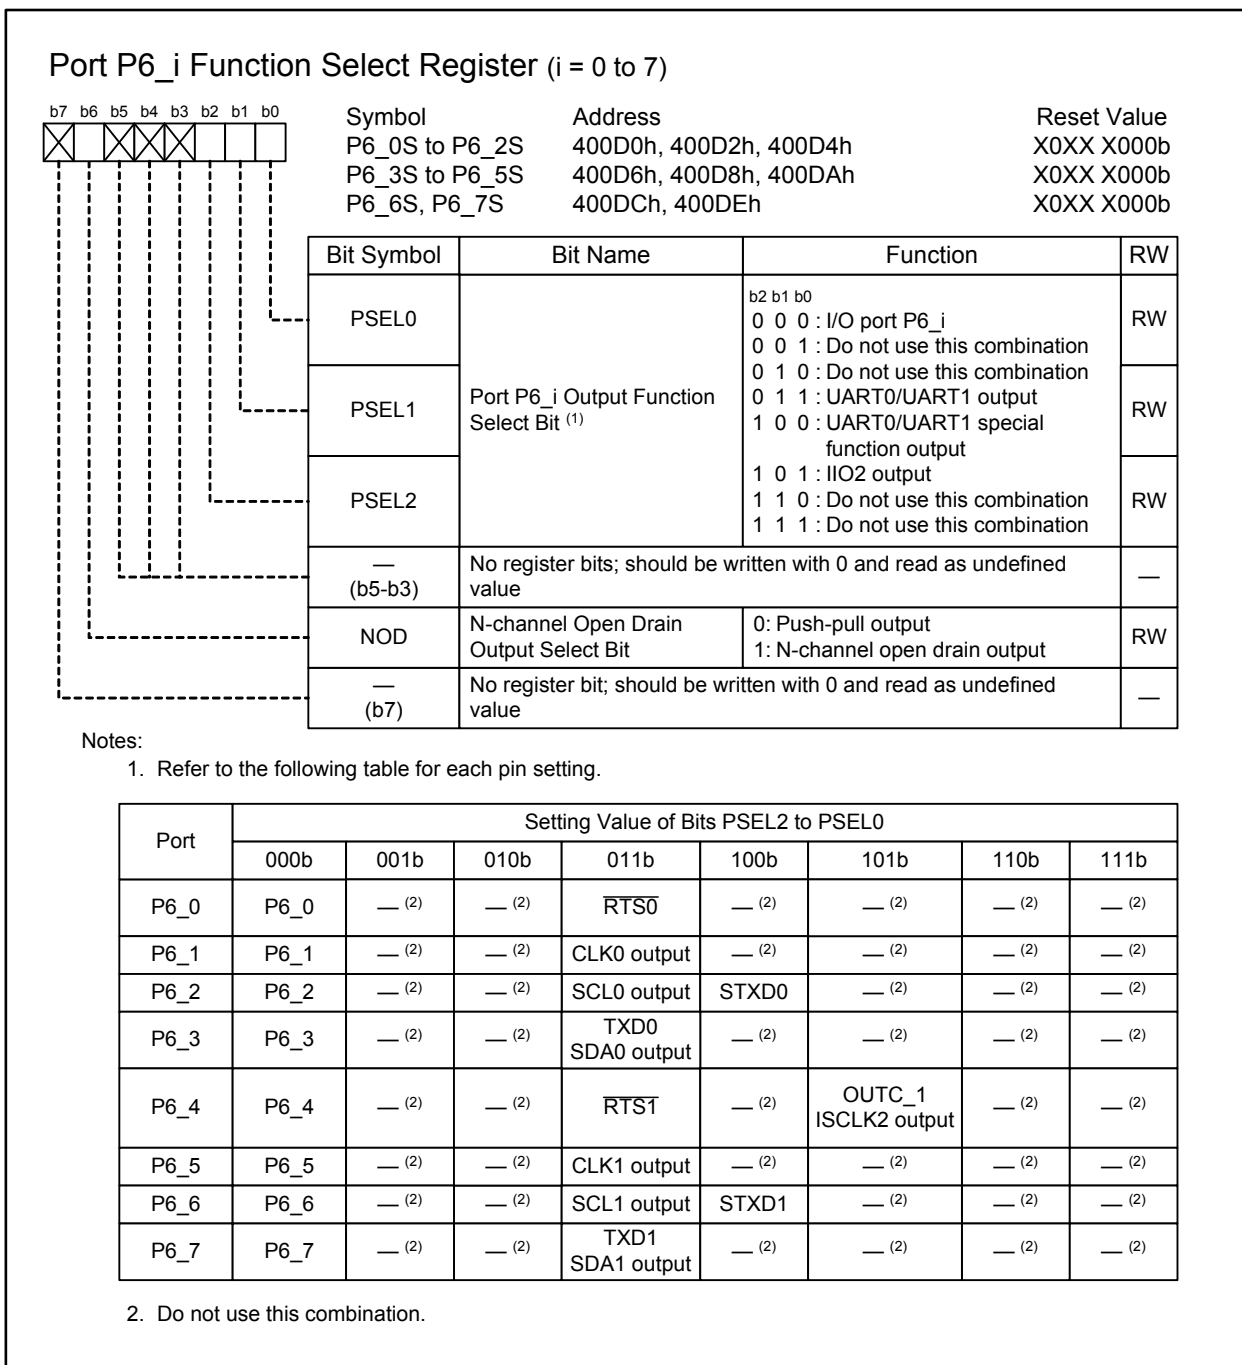 Port P6_i Function Select Register (i = 0 to 7)
b7 b6 b5 b4 b3 b2 b1 b0
Symbol Address Reset Value
P6_0S to P6_2S 400D0h, 400D2h, 400D4h X0XX X000b
P6_3S to P6_5S 400D6h, 400D8h, 400DAh X0XX X000b
P6_6S, P6_7S 400DCh, 400DEh X0XX X000b
Bit Symbol Bit Name Function RW
PSEL0 RW
PSEL1 RW
PSEL2 RW
Port P6_i Output Function
Select Bit (1)
b2 b1 b0
0 0 0 : I/O port P6_i
0 0 1 : Do not use this combination
0 1 0 : Do not use this combination
0 1 1 : UART0/UART1 output
1 0 0 : UART0/UART1 special
function output
1 0 1 : IIO2 output
1 1 0 : Do not use this combination
1 1 1 : Do not use this combination
—
(b5-b3)
No register bits; should be written with 0 and read as undefined
value
—
NOD
N-channel Open Drain
Output Select Bit
0: Push-pull output
1: N-channel open drain output
RW
—
(b7)
No register bit; should be written with 0 and read as undefined
value
—
Notes:
1. Refer to the following table for each pin setting.
Port Setting Value of Bits PSEL2 to PSEL0
000b 001b 010b 011b 100b 101b 110b 111b
P6_0 P6_0 — (2) — (2) RTS0 — (2) — (2) — (2) — (2)
P6_1 P6_1 — (2) — (2) CLK0 output — (2) — (2) — (2) — (2)
P6_2 P6_2 — (2) — (2) SCL0 output STXD0 — (2) — (2) — (2)
P6_3 P6_3 — (2) — (2) TXD0
SDA0 output — (2) — (2) — (2) — (2)
P6_4 P6_4 — (2) — (2) RTS1 — (2) OUTC_1
ISCLK2 output — (2) — (2)
P6_5 P6_5 — (2) — (2) CLK1 output — (2) — (2) — (2) — (2)
P6_6 P6_6 — (2) — (2) SCL1 output STXD1 — (2) — (2) — (2)
P6_7 P6_7 — (2) — (2) TXD1
SDA1 output — (2) — (2) — (2) — (2)
2. Do not use this combination.